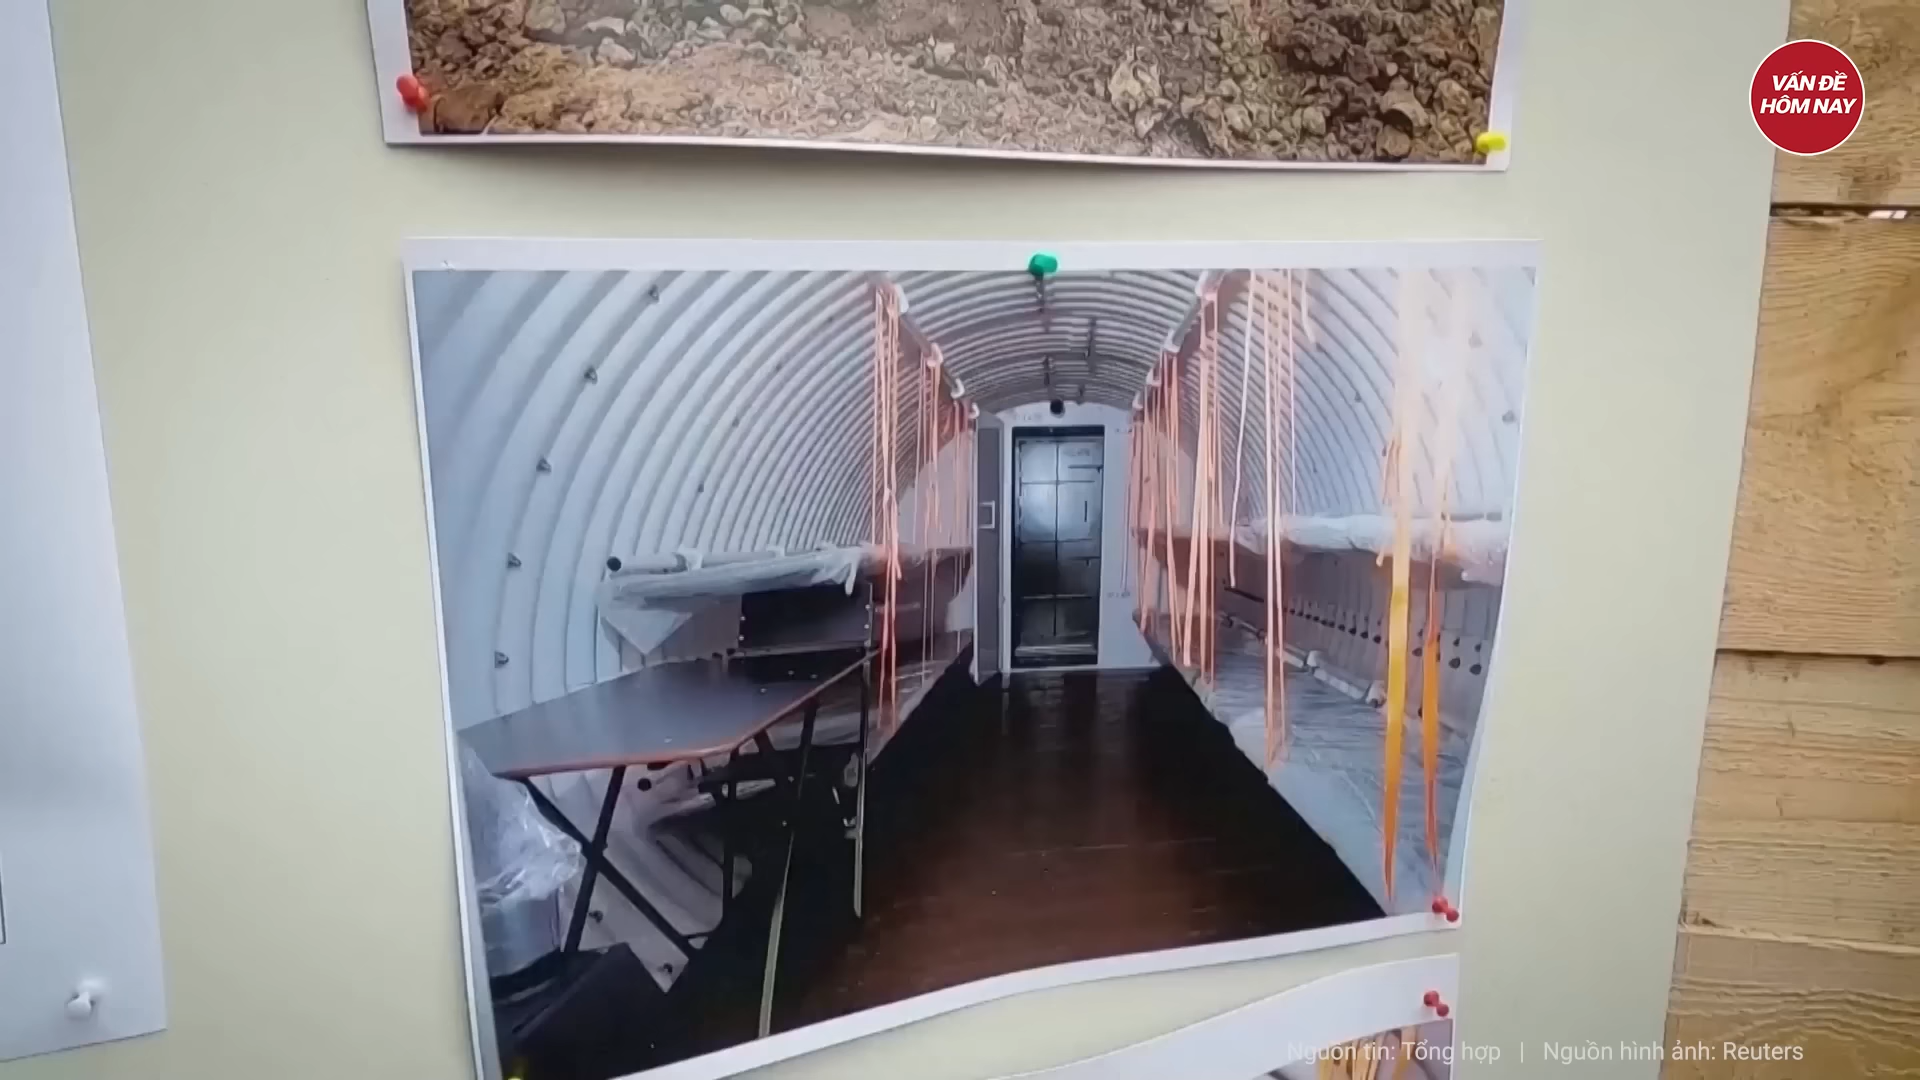 VẤN ĐỀ
HÔM NAY
Nguồn tin: Tổng hợp | Nguồn hình ảnh: Reuters